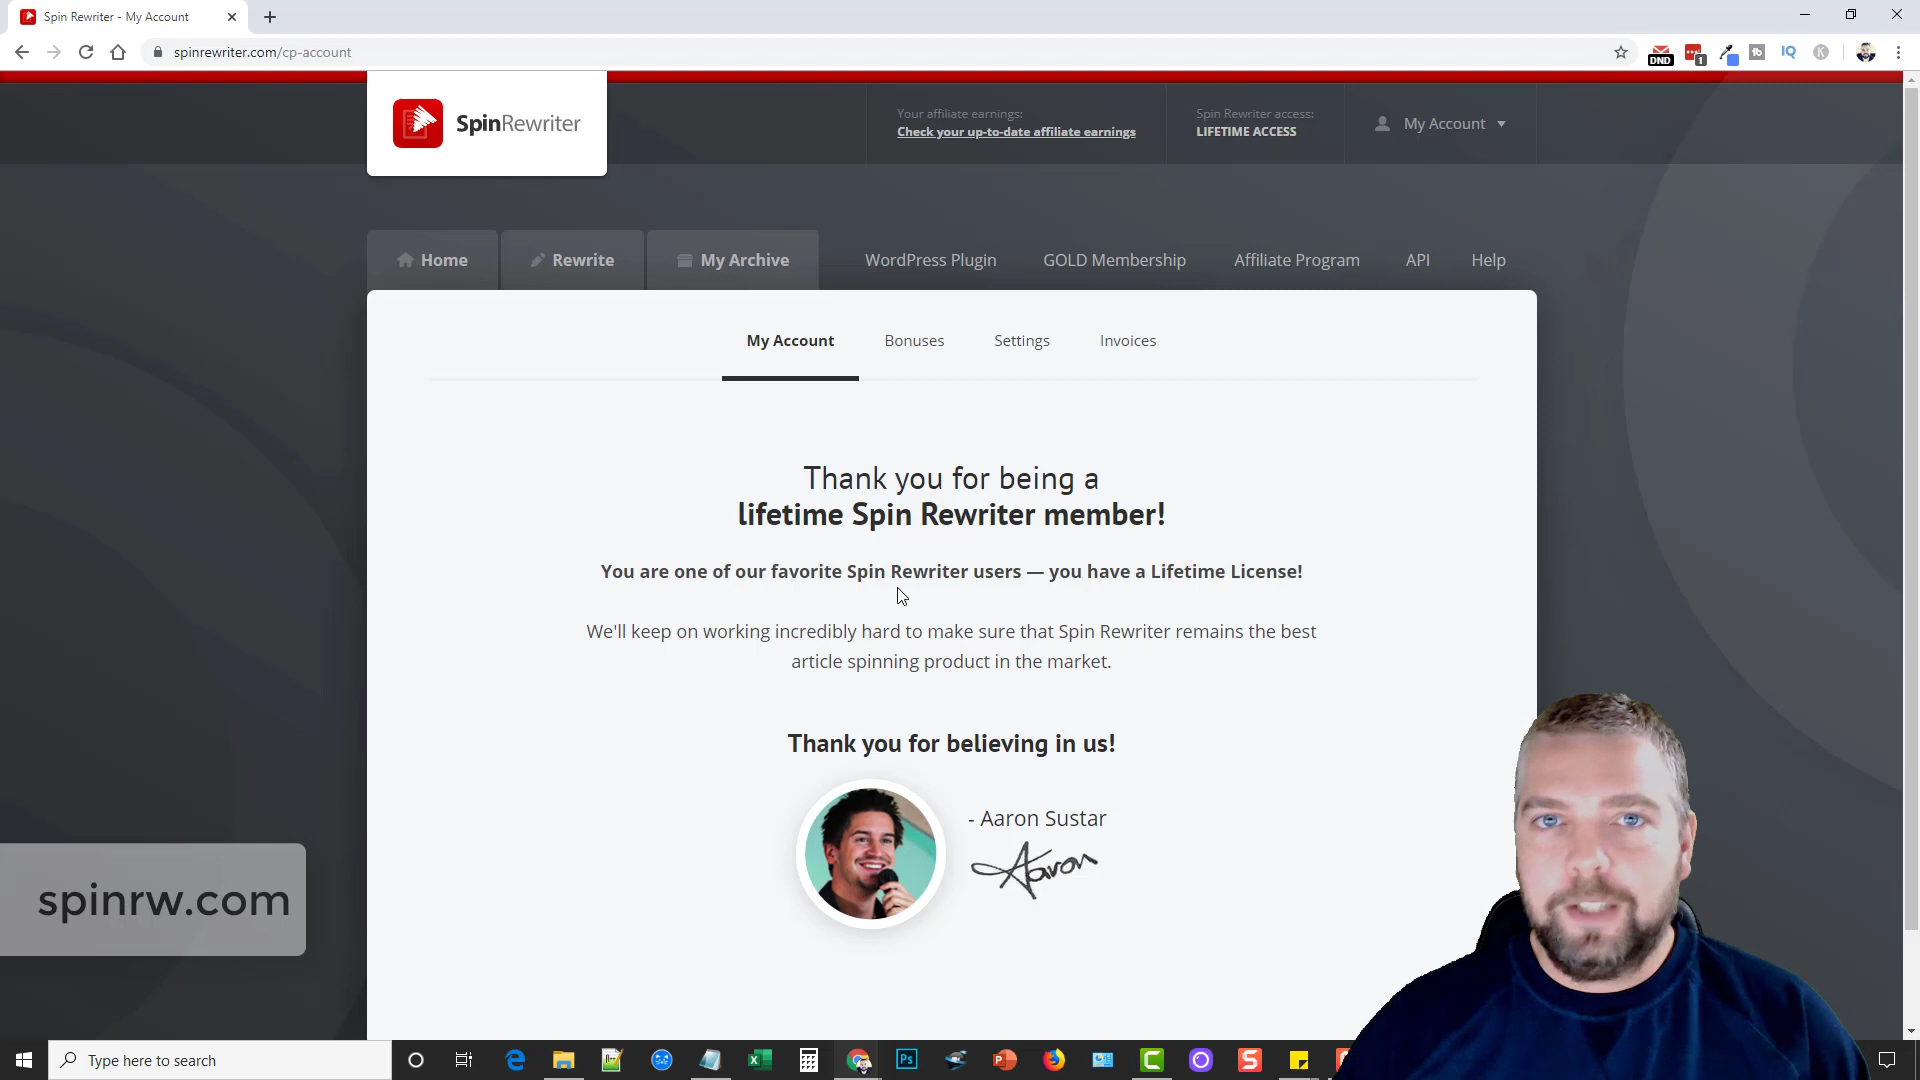 Spin Rewriter - My Account
spinrewriter.com/cp-account
DND
1
tb
IQ
K
SpinRewriter
Your affiliate earnings:
Check your up-to-date affiliate earnings
Spin Rewriter access:
LIFETIME ACCESS
My Account
Home
Rewrite
My Archive
WordPress Plugin
GOLD Membership
Affiliate Program
API
Help
My Account
Bonuses
Settings
Invoices
Thank you for being a
lifetime Spin Rewriter member!
You are one of our favorite Spin Rewriter users — you have a Lifetime License!
We'll keep on working incredibly hard to make sure that Spin Rewriter remains the best
article spinning product in the market.
Thank you for believing in us!
- Aaron Sustar
Aaron
spinrw.com
Type here to search
Ps